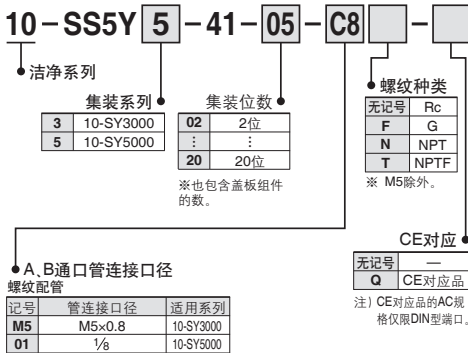 10-SS5Y 5-41-05-C8 -
洁净系列
集装系列
3 10-SY3000
5 10-SY5000
集装位数
02 2位
⋮ ⋮
20 20位
※也包含盖板组件
的数。
螺纹种类
无记号 Rc
F G
N NPT
T NPTF
※ M5除外。
CE对应
无记号 —
Q CE对应品
注) CE对应品的AC规
格仅限DIN型端口。
A、B通口管连接口径
螺纹配管
记号 管连接口径 适用系列
M5 M5×0.8 10-SY3000
01 1/8 10-SY5000